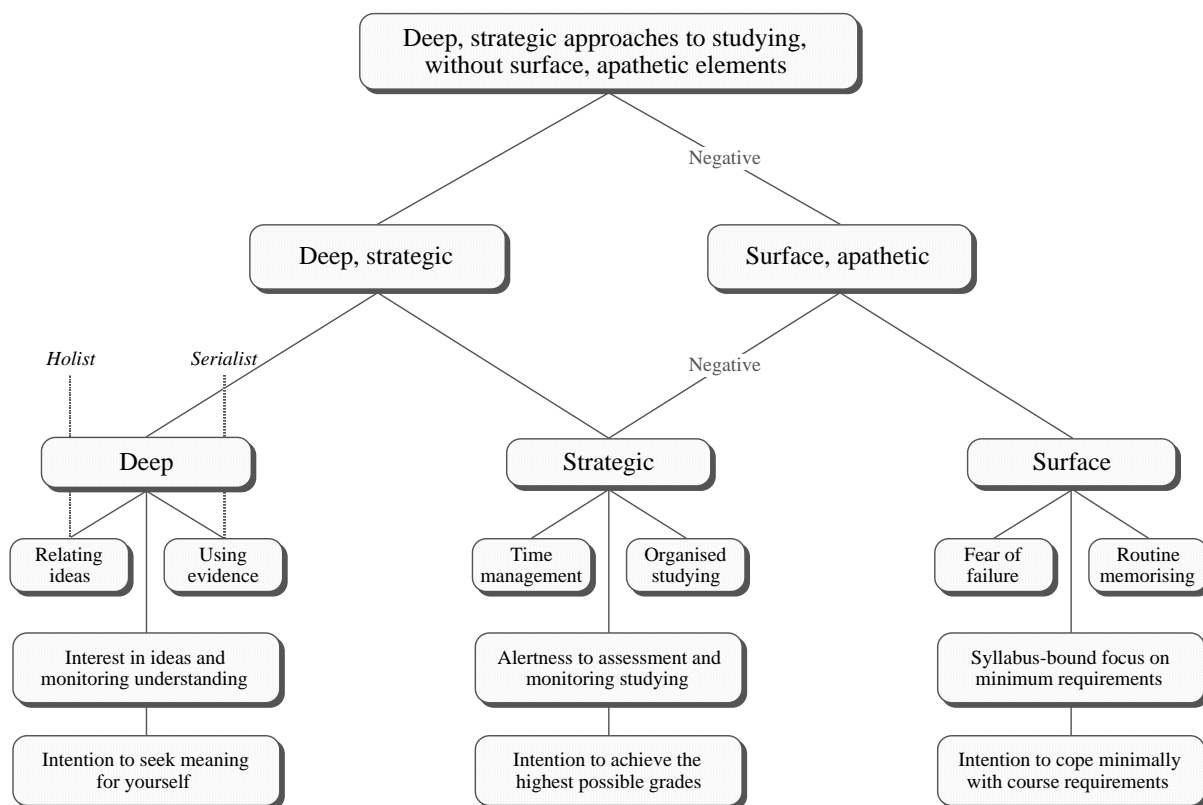 Deep, strategic approaches to studying,
without surface, apathetic elements
Negative
Deep, strategic
Surface, apathetic
Holist
Serialist
Negative
Deep
Strategic
Surface
Relating
ideas
Using
evidence
Time
management
Organised
studying
Fear of
failure
Routine
memorising
Interest in ideas and
monitoring understanding
Alertness to assessment and
monitoring studying
Syllabus-bound focus on
minimum requirements
Intention to seek meaning
for yourself
Intention to achieve the
highest possible grades
Intention to cope minimally
with course requirements